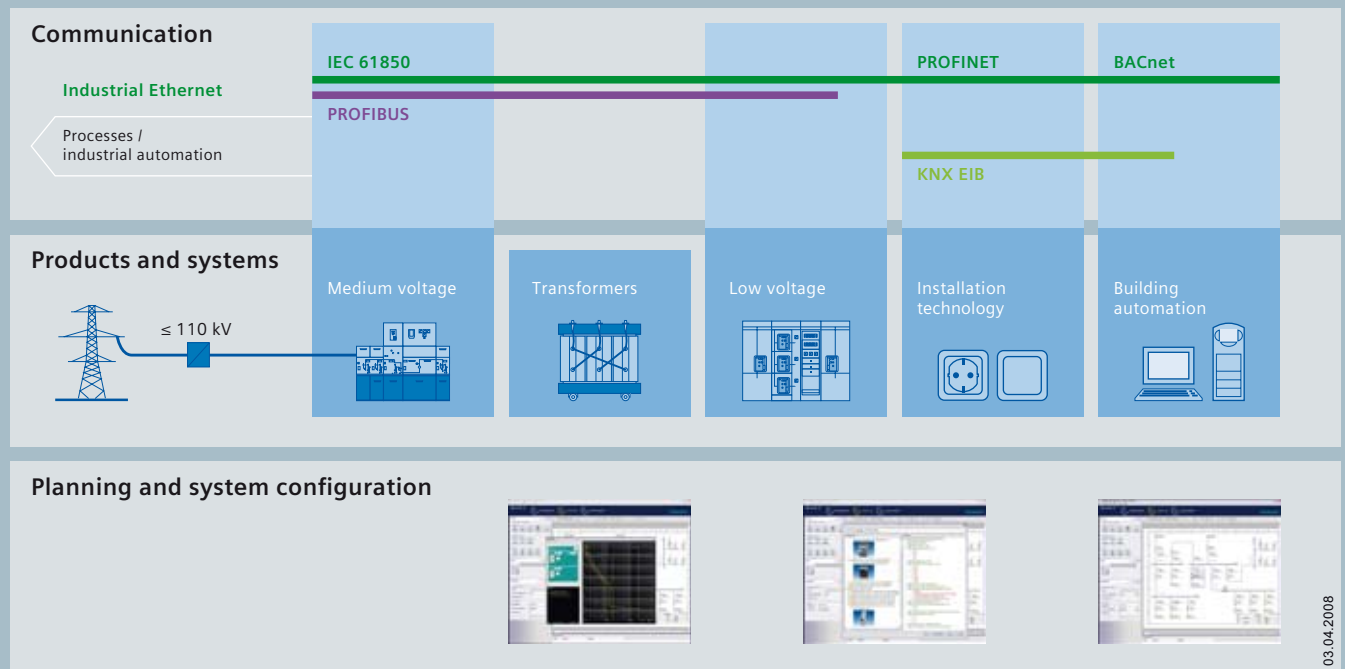 Communication
IEC 61850
PROFINET
BACnet
Industrial Ethernet
PROFIBUS
Processes /
industrial automation
KNX EIB
Products and systems
Medium voltage
Transformers
Low voltage
Installation
technology
Building
automation
≤ 110 kV
Planning and system configuration
03.04.2008